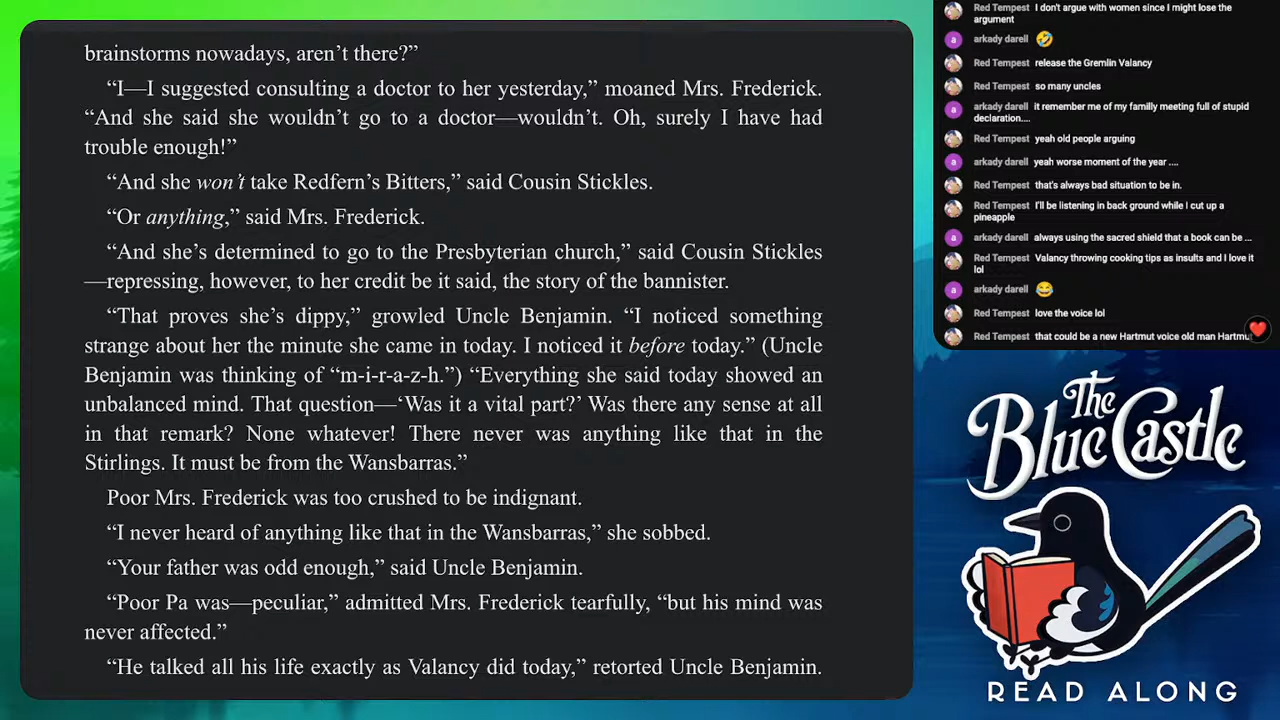 brainstorms nowadays, aren’t there?”
“I—I suggested consulting a doctor to her yesterday,” moaned Mrs. Frederick.
“And she said she wouldn’t go to a doctor—wouldn’t. Oh, surely I have had
trouble enough!”
“And she won’t take Redfern’s Bitters,” said Cousin Stickles.
“Or anything,” said Mrs. Frederick.
“And she’s determined to go to the Presbyterian church,” said Cousin Stickles
—repressing, however, to her credit be it said, the story of the bannister.
“That proves she’s dippy,” growled Uncle Benjamin. “I noticed something
strange about her the minute she came in today. I noticed it before today.” (Uncle
Benjamin was thinking of “m-i-r-a-z-h.”) “Everything she said today showed an
unbalanced mind. That question—‘Was it a vital part?’ Was there any sense at all
in that remark? None whatever! There never was anything like that in the
Stirlings. It must be from the Wansbarras.”
Poor Mrs. Frederick was too crushed to be indignant.
“I never heard of anything like that in the Wansbarras,” she sobbed.
“Your father was odd enough,” said Uncle Benjamin.
“Poor Pa was—peculiar,” admitted Mrs. Frederick tearfully, “but his mind was
never affected.”
“He talked all his life exactly as Valancy did today,” retorted Uncle Benjamin.
Red Tempest I don't argue with women since I might lose the
argument
a arkady darell 🤣
Red Tempest release the Gremlin Valancy
Red Tempest so many uncles
a arkady darell it remember me of my familly meeting full of stupid
declaration....
Red Tempest yeah old people arguing
a arkady darell yeah worse moment of the year ....
Red Tempest that's always bad situation to be in.
Red Tempest I'll be listening in back ground while I cut up a
pineapple
a arkady darell always using the sacred shield that a book can be ...
Red Tempest Valancy throwing cooking tips as insults and I love it
lol
a arkady darell 😂
Red Tempest love the voice lol
Red Tempest that could be a new Hartmut voice old man Hartmu
The
Blue Castle
READ ALONG